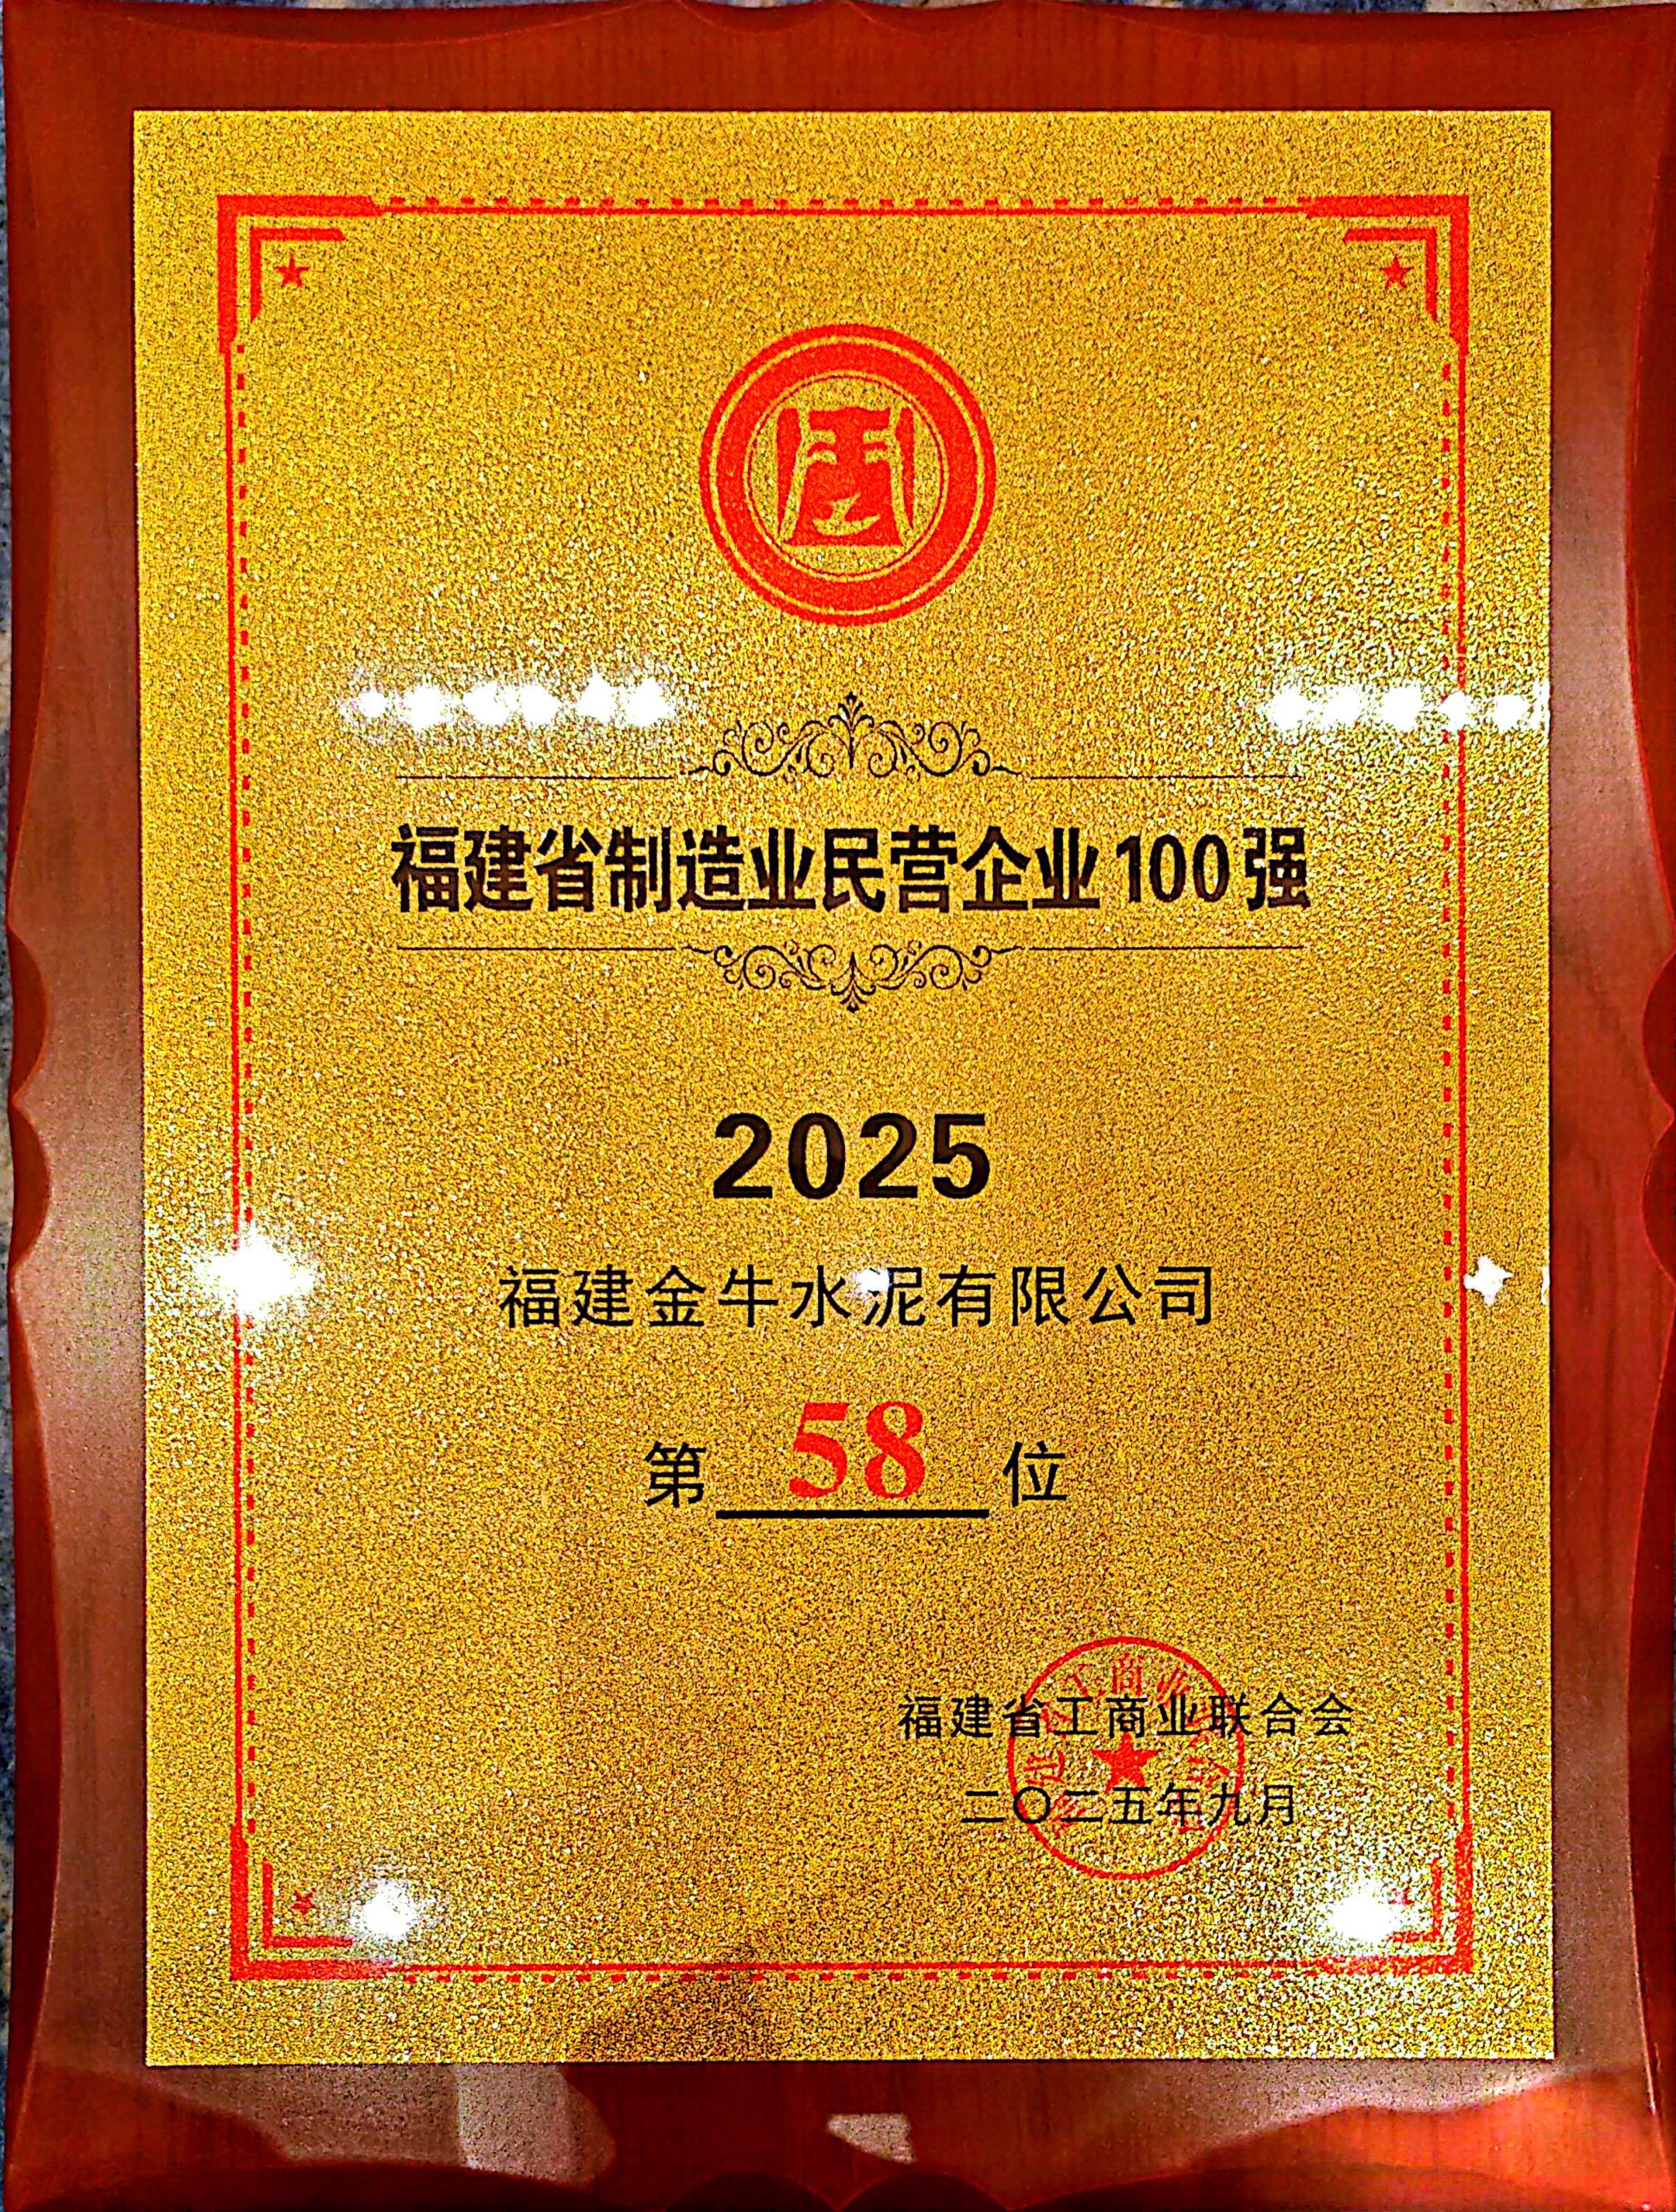 福建省制造业民营企业100强
2025
福建金牛水泥有限公司
第 58 位
福建省工商业联合会
二〇二五年九月